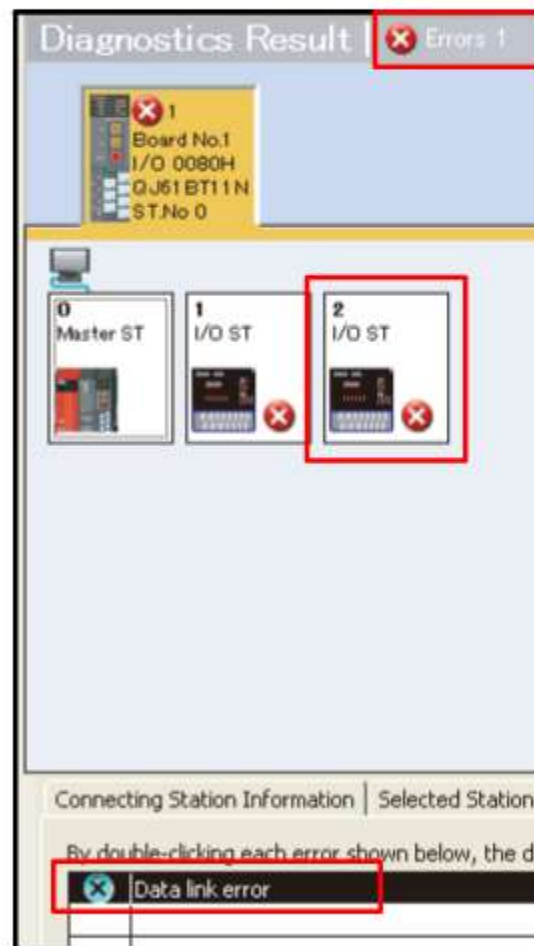 Diagnostics Result | Errors 1
1
Board No.1
I/O 0080H
QJ61BT11N
ST.No 0
0
Master ST
1
I/O ST
2
I/O ST
Connecting Station Information | Selected Station
By double-clicking each error shown below, the d
Data link error